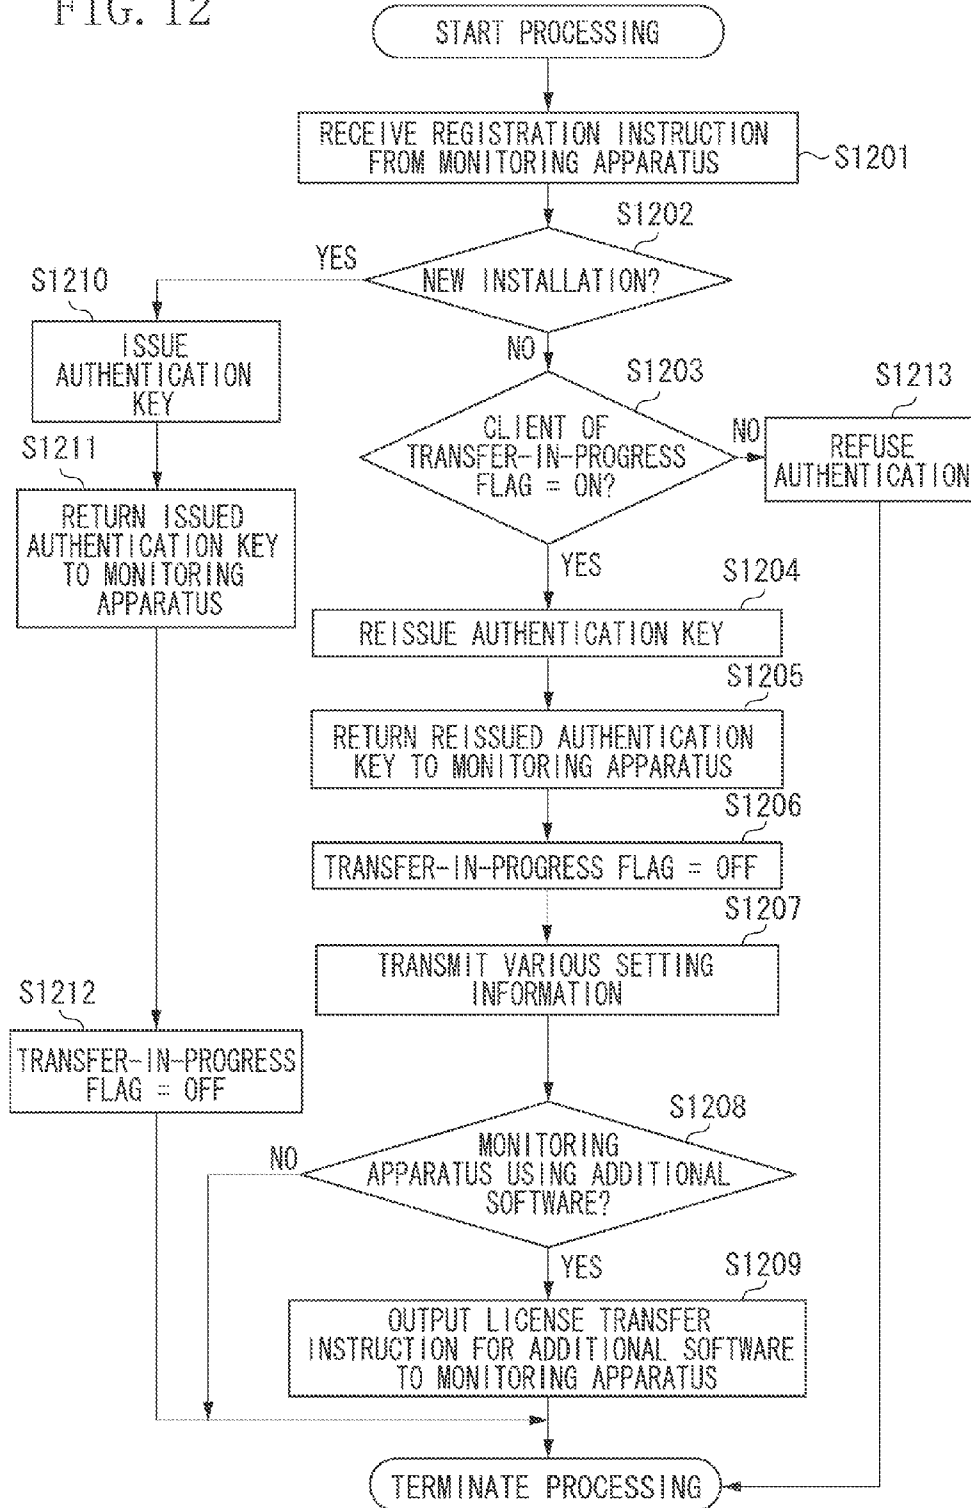 FIG. 12
START PROCESSING
RECEIVE REGISTRATION INSTRUCTION
FROM MONITORING APPARATUS
S1201
S1202
NEW INSTALLATION?
YES
NO
S1210
ISSUE
AUTHENTICATION
KEY
S1203
CLIENT OF
TRANSFER-IN-PROGRESS
FLAG = ON?
NO
YES
S1213
REFUSE
AUTHENTICATION
S1211
RETURN ISSUED
AUTHENTICATION KEY
TO MONITORING
APPARATUS
S1204
REISSUE AUTHENTICATION KEY
S1205
RETURN REISSUED AUTHENTICATION
KEY TO MONITORING APPARATUS
S1206
TRANSFER-IN-PROGRESS FLAG = OFF
S1207
TRANSMIT VARIOUS SETTING
INFORMATION
S1212
TRANSFER-IN-PROGRESS
FLAG = OFF
S1208
MONITORING
APPARATUS USING ADDITIONAL
SOFTWARE?
NO
YES
S1209
OUTPUT LICENSE TRANSFER
INSTRUCTION FOR ADDITIONAL SOFTWARE
TO MONITORING APPARATUS
TERMINATE PROCESSING